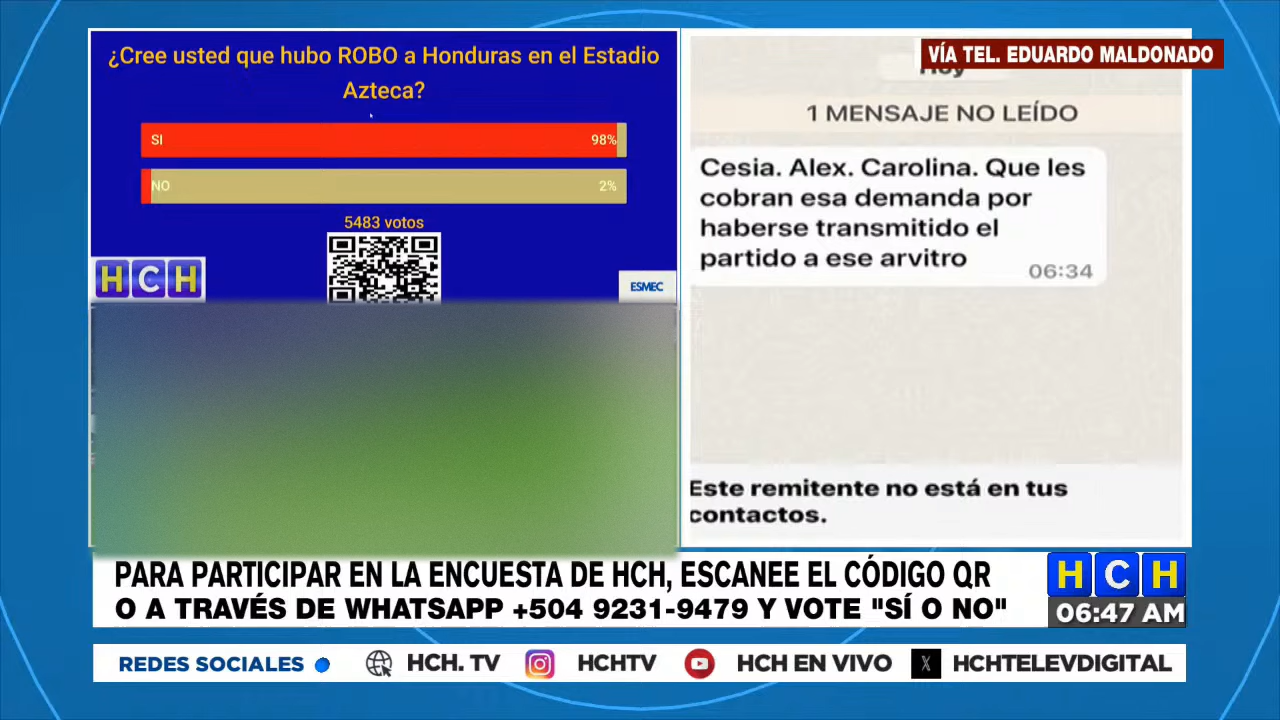 ¿Cree usted que hubo ROBO a Honduras en el Estadio
Azteca?
SI 98%
NO 2%
5483 votos
HCH
ESMEC
VÍA TEL. EDUARDO MALDONADO
Hoy
1 MENSAJE NO LEÍDO
Cesia. Alex. Carolina. Que les
cobran esa demanda por
haberse transmitido el
partido a ese arvitro
06:34
Este remitente no está en tus
contactos.
PARA PARTICIPAR EN LA ENCUESTA DE HCH, ESCANEE EL CÓDIGO QR
O A TRAVÉS DE WHATSAPP +504 9231-9479 Y VOTE "SÍ O NO"
HCH
06:47 AM
REDES SOCIALES HCH. TV HCHTV HCH EN VIVO X HCHTELEVDIGITAL